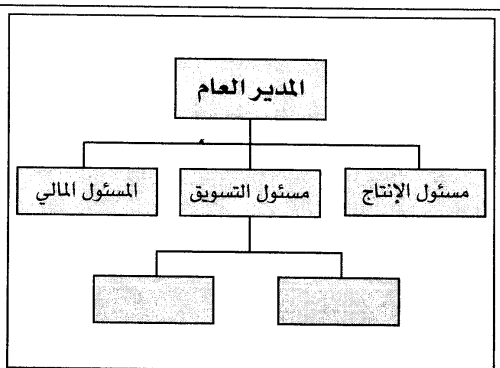 المدير العام
مسئول الإنتاج
مسئول التسويق
المسئول المالي